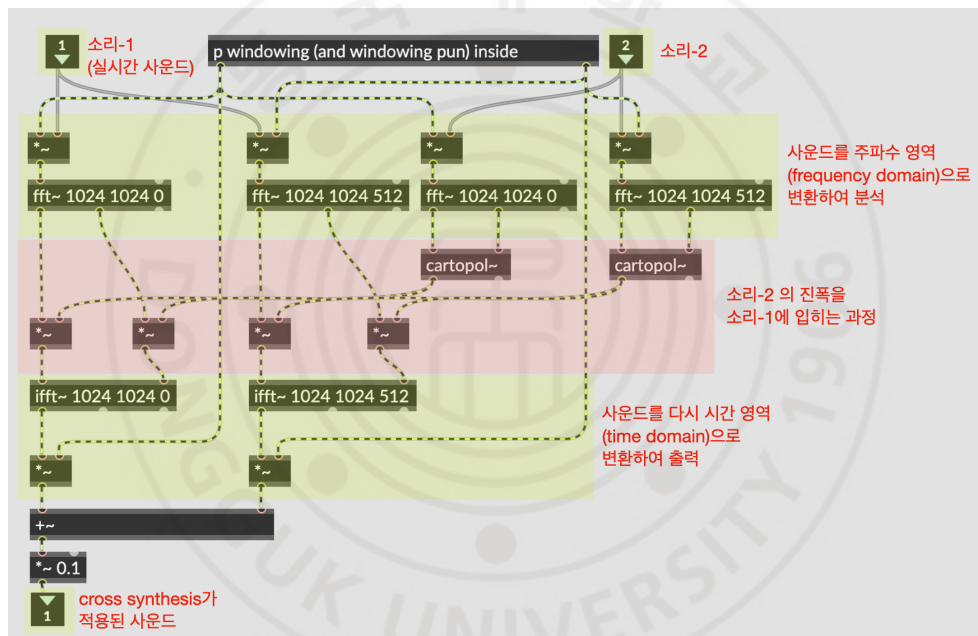 1
소리-1
(실시간 사운드)
p windowing (and windowing pun) inside
2
소리-2
*~
*~
*~
*~
사운드를 주파수 영역
(frequency domain)으로
변환하여 분석
fft~ 1024 1024 0
fft~ 1024 1024 512
fft~ 1024 1024 0
fft~ 1024 1024 512
cartopol~
cartopol~
소리-2 의 진폭을
소리-1에 입히는 과정
*~
*~
*~
*~
ifft~ 1024 1024 0
ifft~ 1024 1024 512
사운드를 다시 시간 영역
(time domain)으로
변환하여 출력
*~
*~
+~
*~ 0.1
1
cross synthesis가
적용된 사운드
DONGGUK UNIVERSITY 1906